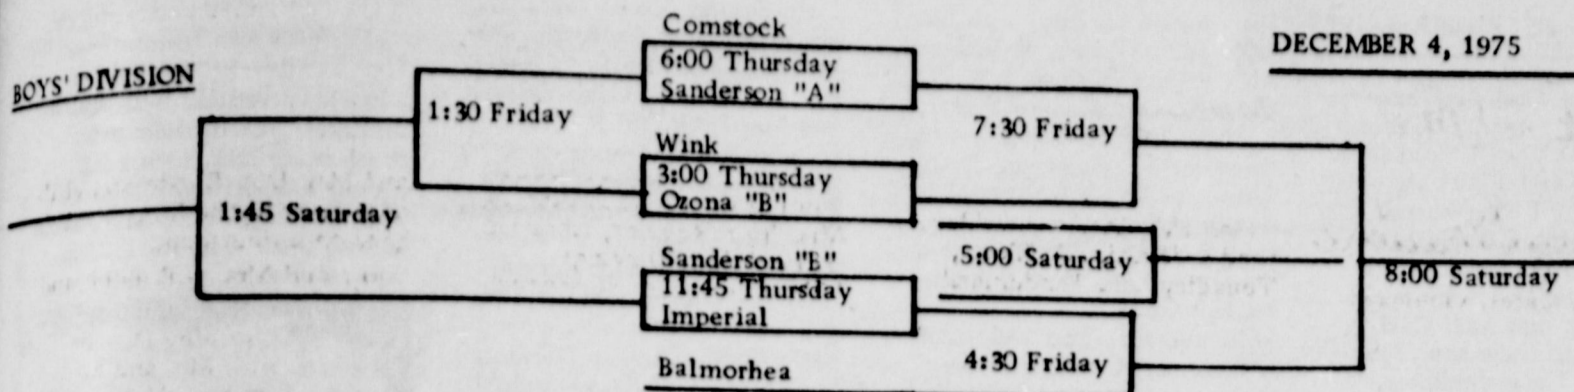 BOYS' DIVISION
DECEMBER 4, 1975
Comstock
6:00 Thursday
Sanderson "A"
1:30 Friday
7:30 Friday
Wink
3:00 Thursday
Ozona "B"
1:45 Saturday
Sanderson "B"
11:45 Thursday
Imperial
5:00 Saturday
8:00 Saturday
Balmorhea
4:30 Friday